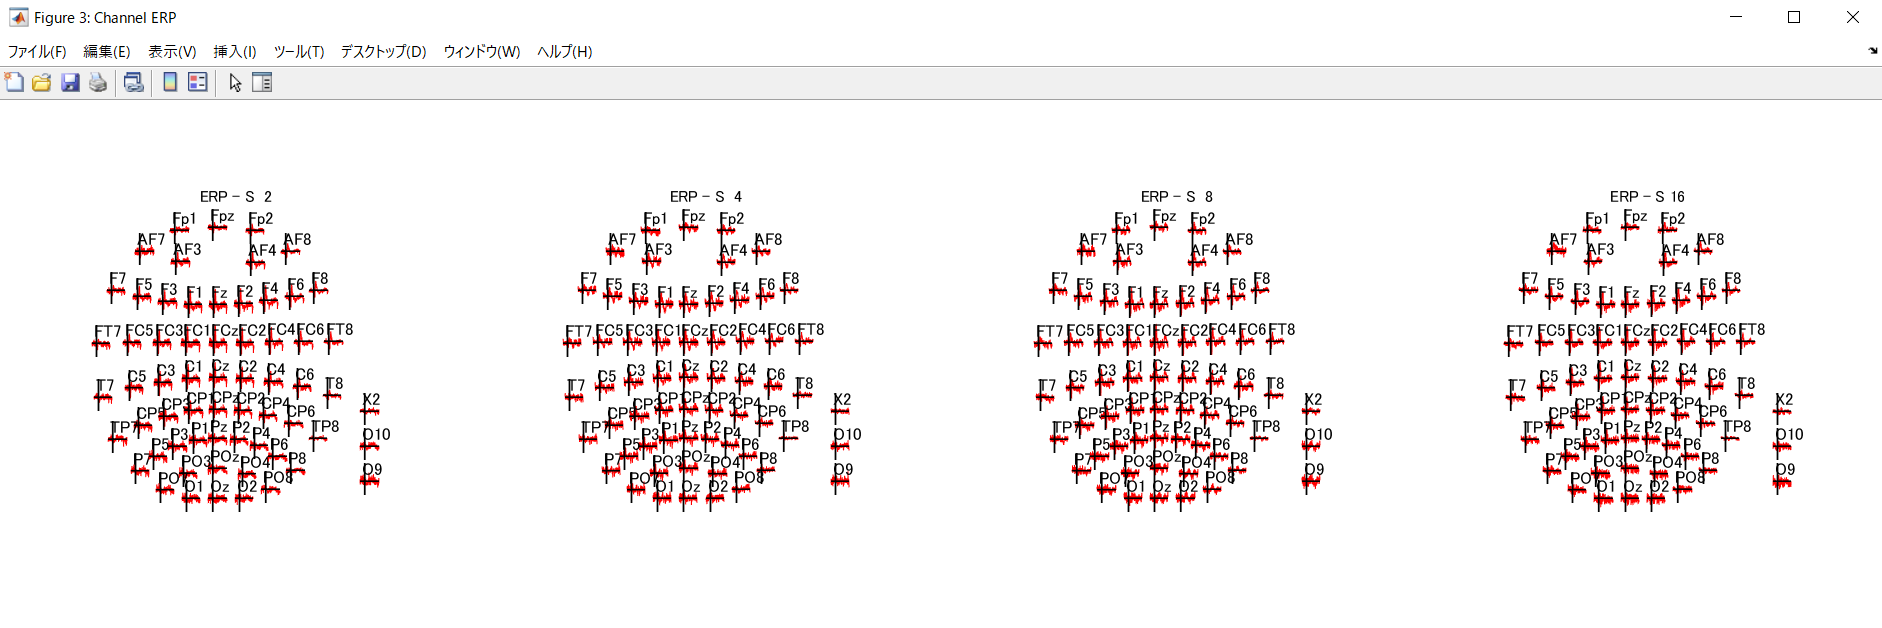 Figure 3: Channel ERP
ファイル(F) 編集(E) 表示(V) 挿入(I) ツール(T) デスクトップ(D) ウィンドウ(W) ヘルプ(H)
ERP - S 2
Fp1 Fpz Fp2
AF7 AF3 AF4 AF8
F7 F5 F3 F1 Fz F2 F4 F6 F8
FT7 FC5 FC3 FC1 FCz FC2 FC4 FC6 FT8
T7 C5 C3 C1 Cz C2 C4 C6 T8
X2
CP5 CP3 CP1 CPz CP2 CP4 CP6
TP7 TP8
P7 P5 P3 P1 Pz P2 P4 P6 P8
O10
PO3 POz PO4 PO8
O9
O1 Oz O2
ERP - S 4
Fp1 Fpz Fp2
AF7 AF3 AF4 AF8
F7 F5 F3 F1 Fz F2 F4 F6 F8
FT7 FC5 FC3 FC1 FCz FC2 FC4 FC6 FT8
T7 C5 C3 C1 Cz C2 C4 C6 T8
X2
CP5 CP3 CP1 CPz CP2 CP4 CP6
TP7 TP8
P7 P5 P3 P1 Pz P2 P4 P6 P8
O10
PO3 POz PO4 PO8
O9
O1 Oz O2
ERP - S 8
Fp1 Fpz Fp2
AF7 AF3 AF4 AF8
F7 F5 F3 F1 Fz F2 F4 F6 F8
FT7 FC5 FC3 FC1 FCz FC2 FC4 FC6 FT8
T7 C5 C3 C1 Cz C2 C4 C6 T8
X2
CP5 CP3 CP1 CPz CP2 CP4 CP6
TP7 TP8
P7 P5 P3 P1 Pz P2 P4 P6 P8
O10
PO3 POz PO4 PO8
O9
O1 Oz O2
ERP - S 16
Fp1 Fpz Fp2
AF7 AF3 AF4 AF8
F7 F5 F3 F1 Fz F2 F4 F6 F8
FT7 FC5 FC3 FC1 FCz FC2 FC4 FC6 FT8
T7 C5 C3 C1 Cz C2 C4 C6 T8
X2
CP5 CP3 CP1 CPz CP2 CP4 CP6
TP7 TP8
P7 P5 P3 P1 Pz P2 P4 P6 P8
O10
PO3 POz PO4 PO8
O9
O1 Oz O2